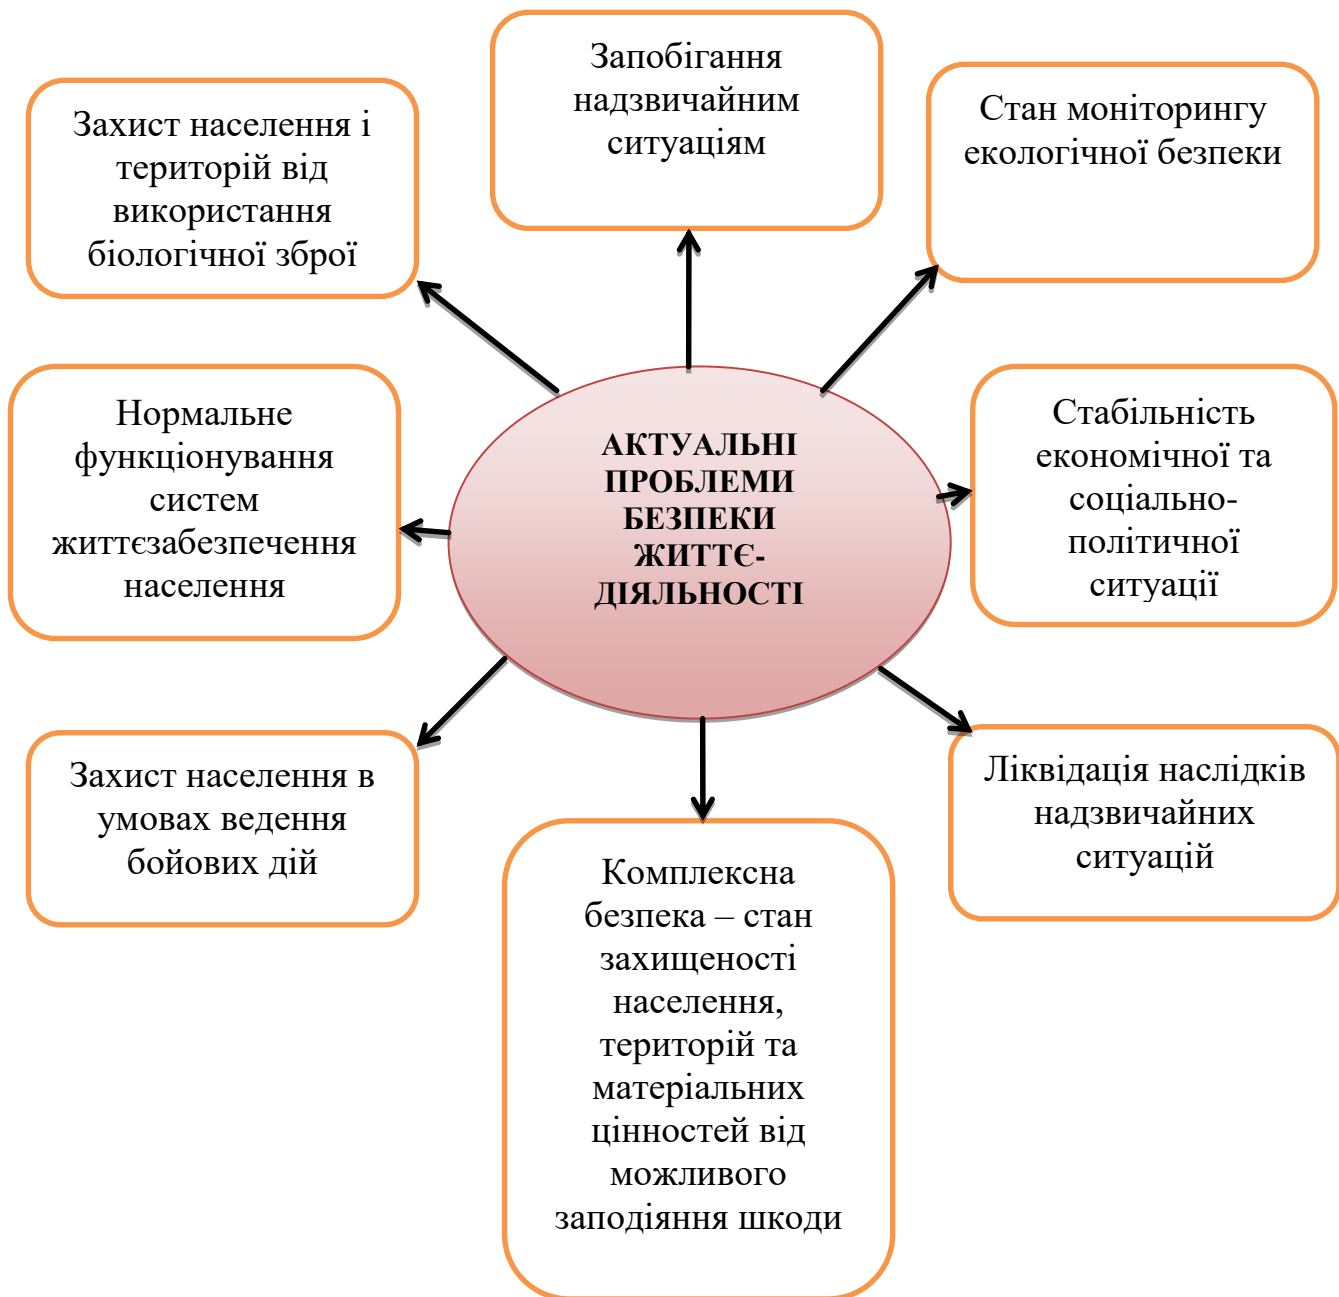 Запобігання
надзвичайним
ситуаціям
Захист населення і
територій від
використання
біологічної зброї
Стан моніторингу
екологічної безпеки
Нормальне
функціонування
систем
життєзабезпечення
населення
АКТУАЛЬНІ
ПРОБЛЕМИ
БЕЗПЕКИ
ЖИТТЄ-
ДІЯЛЬНОСТІ
Стабільність
економічної та
соціально-
політичної
ситуації
Захист населення в
умовах ведення
бойових дій
Комплексна
безпека – стан
захищеності
населення,
територій та
матеріальних
цінностей від
можливого
заподіяння шкоди
Ліквідація наслідків
надзвичайних
ситуацій